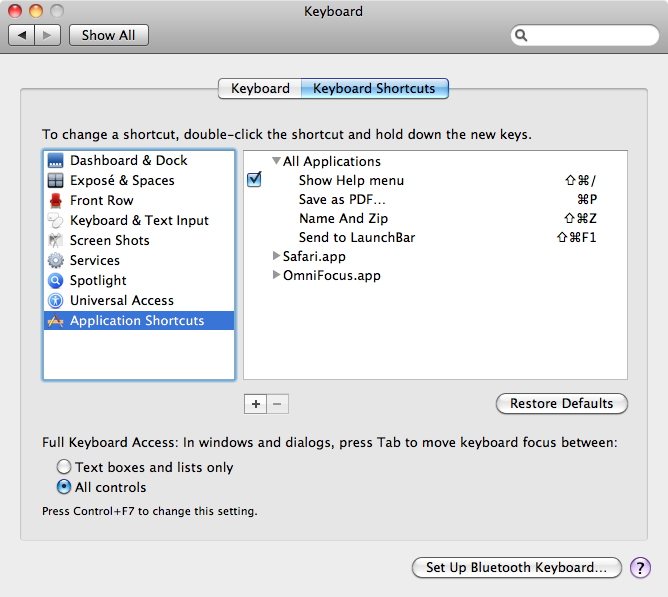 Keyboard
Show All
Keyboard Keyboard Shortcuts
To change a shortcut, double-click the shortcut and hold down the new keys.
Dashboard & Dock
Exposé & Spaces
Front Row
Keyboard & Text Input
Screen Shots
Services
Spotlight
Universal Access
Application Shortcuts
All Applications
Show Help menu ⇧⌘/
Save as PDF... ⌘P
Name And Zip ⇧⌘Z
Send to LaunchBar ⇧⌘F1
Safari.app
OmniFocus.app
+ −
Restore Defaults
Full Keyboard Access: In windows and dialogs, press Tab to move keyboard focus between:
Text boxes and lists only
All controls
Press Control+F7 to change this setting.
Set Up Bluetooth Keyboard... ?